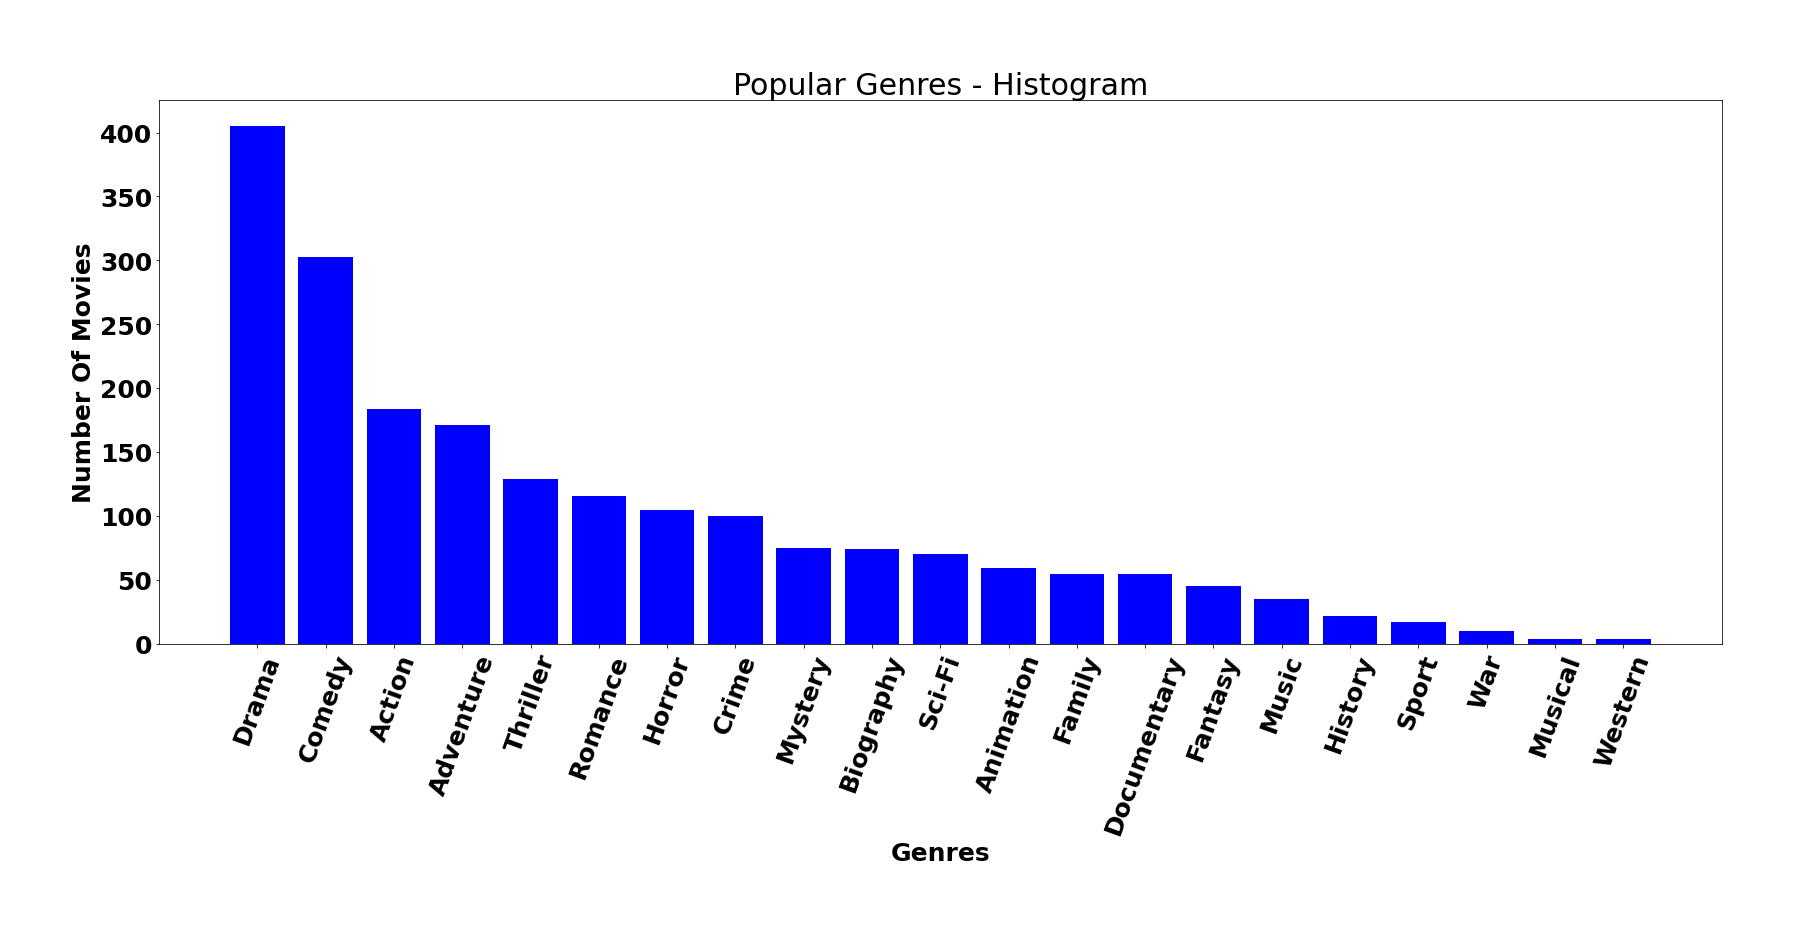 Popular Genres - Histogram
Number Of Movies
400
350
300
250
200
150
100
50
0
Drama
Comedy
Action
Adventure
Thriller
Romance
Horror
Crime
Mystery
Biography
Sci-Fi
Animation
Family
Documentary
Fantasy
Music
History
Sport
War
Musical
Western
Genres